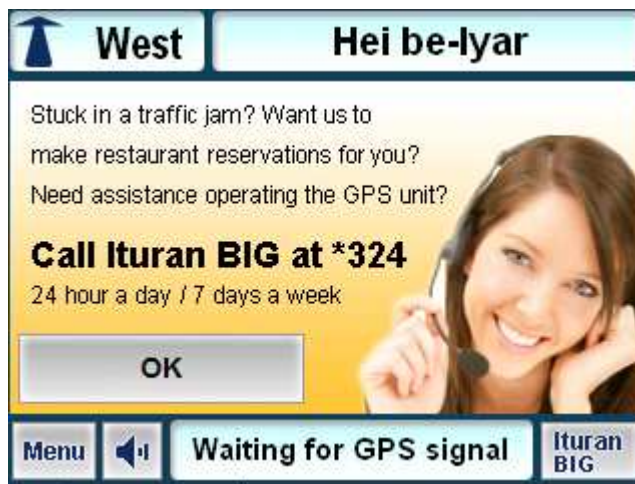 West
Hei be-Iyar
Stuck in a traffic jam? Want us to
make restaurant reservations for you?
Need assistance operating the GPS unit?
Call Ituran BIG at *324
24 hour a day / 7 days a week
OK
Menu
Waiting for GPS signal
Ituran
BIG